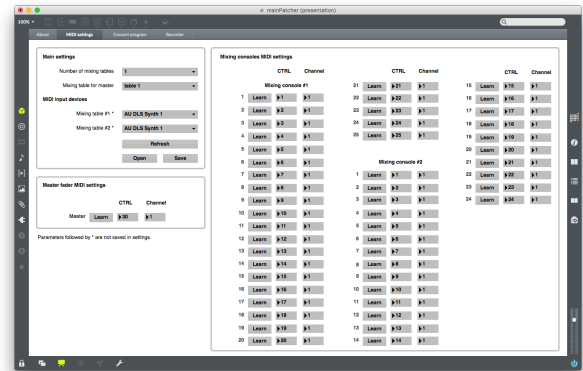 mainPatcher (presentation)
100%
About MIDI settings Convert program Recorder
Main settings
Number of mixing tables 1
Mixing table for master table 1
MIDI input devices
Mixing table #1 * AU DLS Synth 1
Mixing table #2 * AU DLS Synth 1
Refresh
Open Save
Master fader MIDI settings
CTRL Channel
Master Learn 30 1
Parameters followed by * are not saved in settings.
Mixing consoles MIDI settings
CTRL Channel
Mixing console #1
1 Learn 1 1
2 Learn 2 1
3 Learn 3 1
4 Learn 4 1
5 Learn 5 1
6 Learn 6 1
7 Learn 7 1
8 Learn 8 1
9 Learn 9 1
10 Learn 10 1
11 Learn 11 1
12 Learn 12 1
13 Learn 13 1
14 Learn 14 1
15 Learn 15 1
16 Learn 16 1
17 Learn 17 1
18 Learn 18 1
19 Learn 19 1
20 Learn 20 1
CTRL Channel
21 Learn 21 1
22 Learn 22 1
23 Learn 23 1
24 Learn 24 1
25 Learn 25 1
Mixing console #2
1 Learn 1 1
2 Learn 2 1
3 Learn 3 1
4 Learn 4 1
5 Learn 5 1
6 Learn 6 1
7 Learn 7 1
8 Learn 8 1
9 Learn 9 1
10 Learn 10 1
11 Learn 11 1
12 Learn 12 1
13 Learn 13 1
14 Learn 14 1
CTRL Channel
15 Learn 15 1
16 Learn 16 1
17 Learn 17 1
18 Learn 18 1
19 Learn 19 1
20 Learn 20 1
21 Learn 21 1
22 Learn 22 1
23 Learn 23 1
24 Learn 24 1